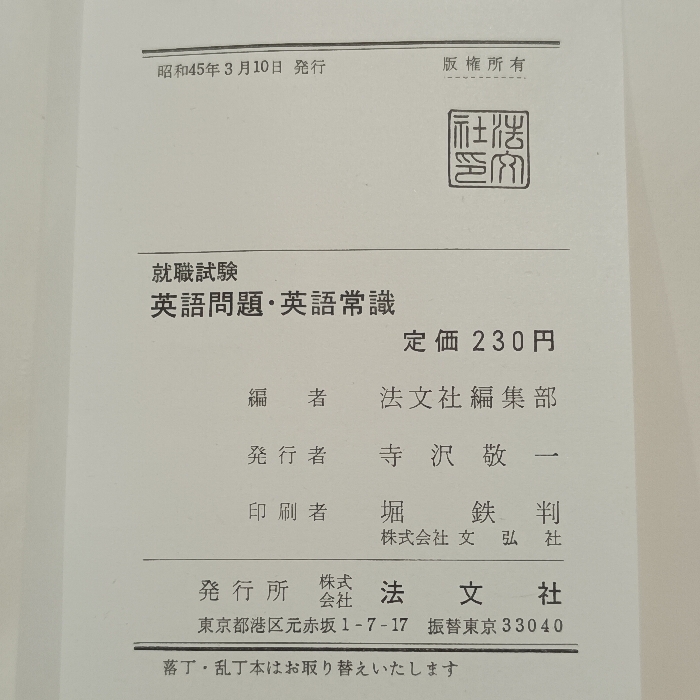 昭和45年3月10日 発行
版権所有
法文社印
就職試験
英語問題・英語常識
定価 230円
編者 法文社編集部
発行者 寺沢敬一
印刷者 堀鉄判
株式会社 文弘社
発行所 株式会社 法文社
東京都港区元赤坂1-7-17 振替東京33040
落丁・乱丁本はお取り替えいたします